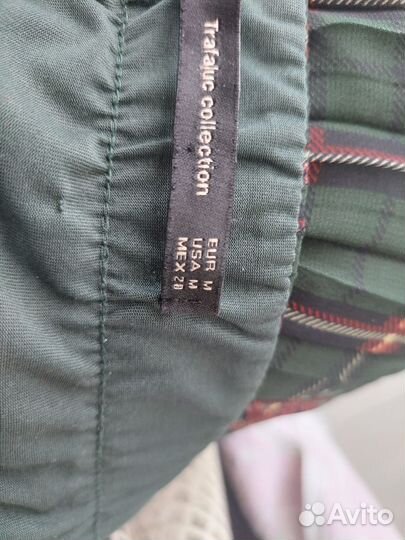 Trafaluc collection
EUR M
USA M
MEX 28
Avito